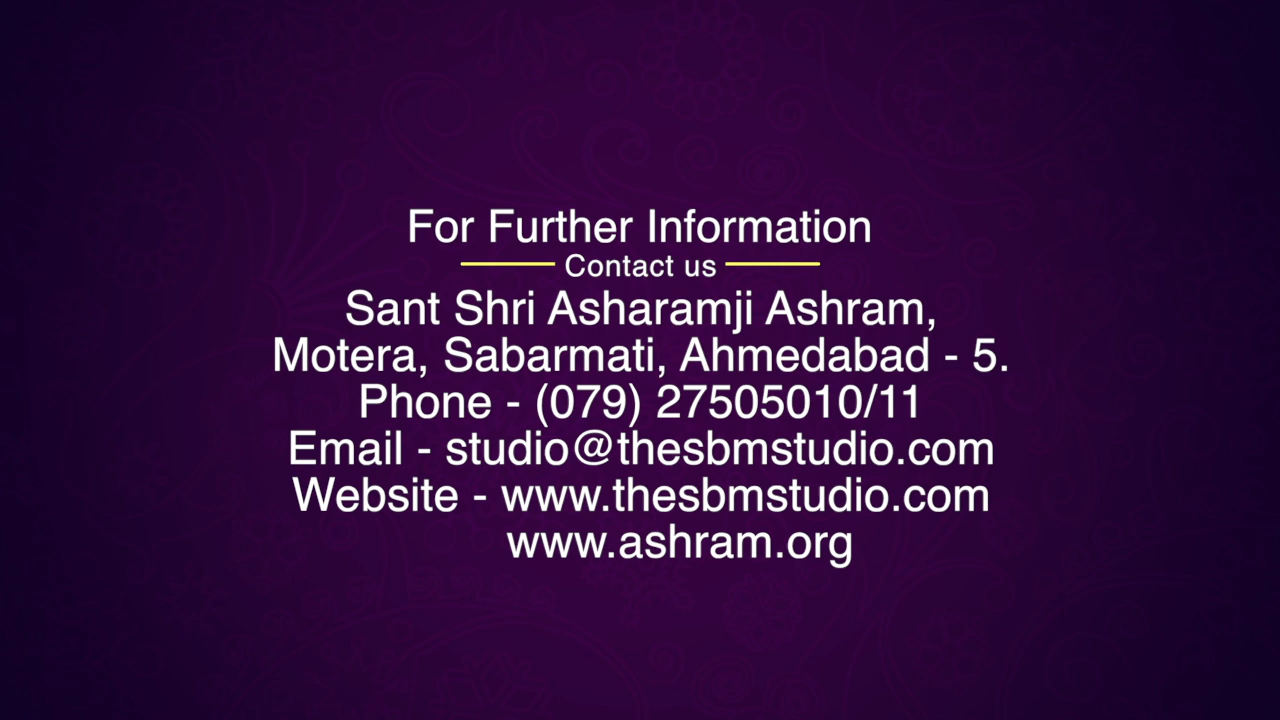 For Further Information
Contact us
Sant Shri Asharamji Ashram,
Motera, Sabarmati, Ahmedabad - 5.
Phone - (079) 27505010/11
Email - studio@thesbmstudio.com
Website - www.thesbmstudio.com
www.ashram.org